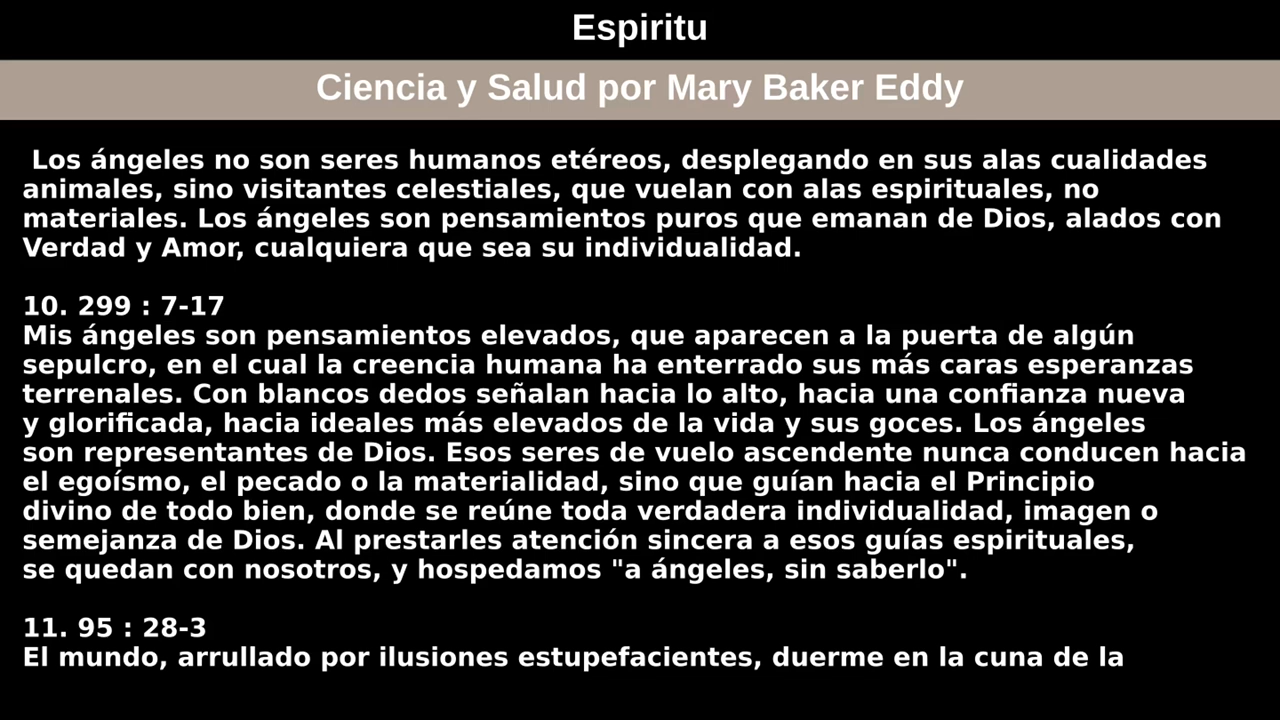 Espiritu
Ciencia y Salud por Mary Baker Eddy
Los ángeles no son seres humanos etéreos, desplegando en sus alas cualidades
animales, sino visitantes celestiales, que vuelan con alas espirituales, no
materiales. Los ángeles son pensamientos puros que emanan de Dios, alados con
Verdad y Amor, cualquiera que sea su individualidad.
10. 299 : 7-17
Mis ángeles son pensamientos elevados, que aparecen a la puerta de algún
sepulcro, en el cual la creencia humana ha enterrado sus más caras esperanzas
terrenales. Con blancos dedos señalan hacia lo alto, hacia una confianza nueva
y glorificada, hacia ideales más elevados de la vida y sus goces. Los ángeles
son representantes de Dios. Esos seres de vuelo ascendente nunca conducen hacia
el egoísmo, el pecado o la materialidad, sino que guían hacia el Principio
divino de todo bien, donde se reúne toda verdadera individualidad, imagen o
semejanza de Dios. Al prestarles atención sincera a esos guías espirituales,
se quedan con nosotros, y hospedamos "a ángeles, sin saberlo".
11. 95 : 28-3
El mundo, arrullado por ilusiones estupefacientes, duerme en la cuna de la